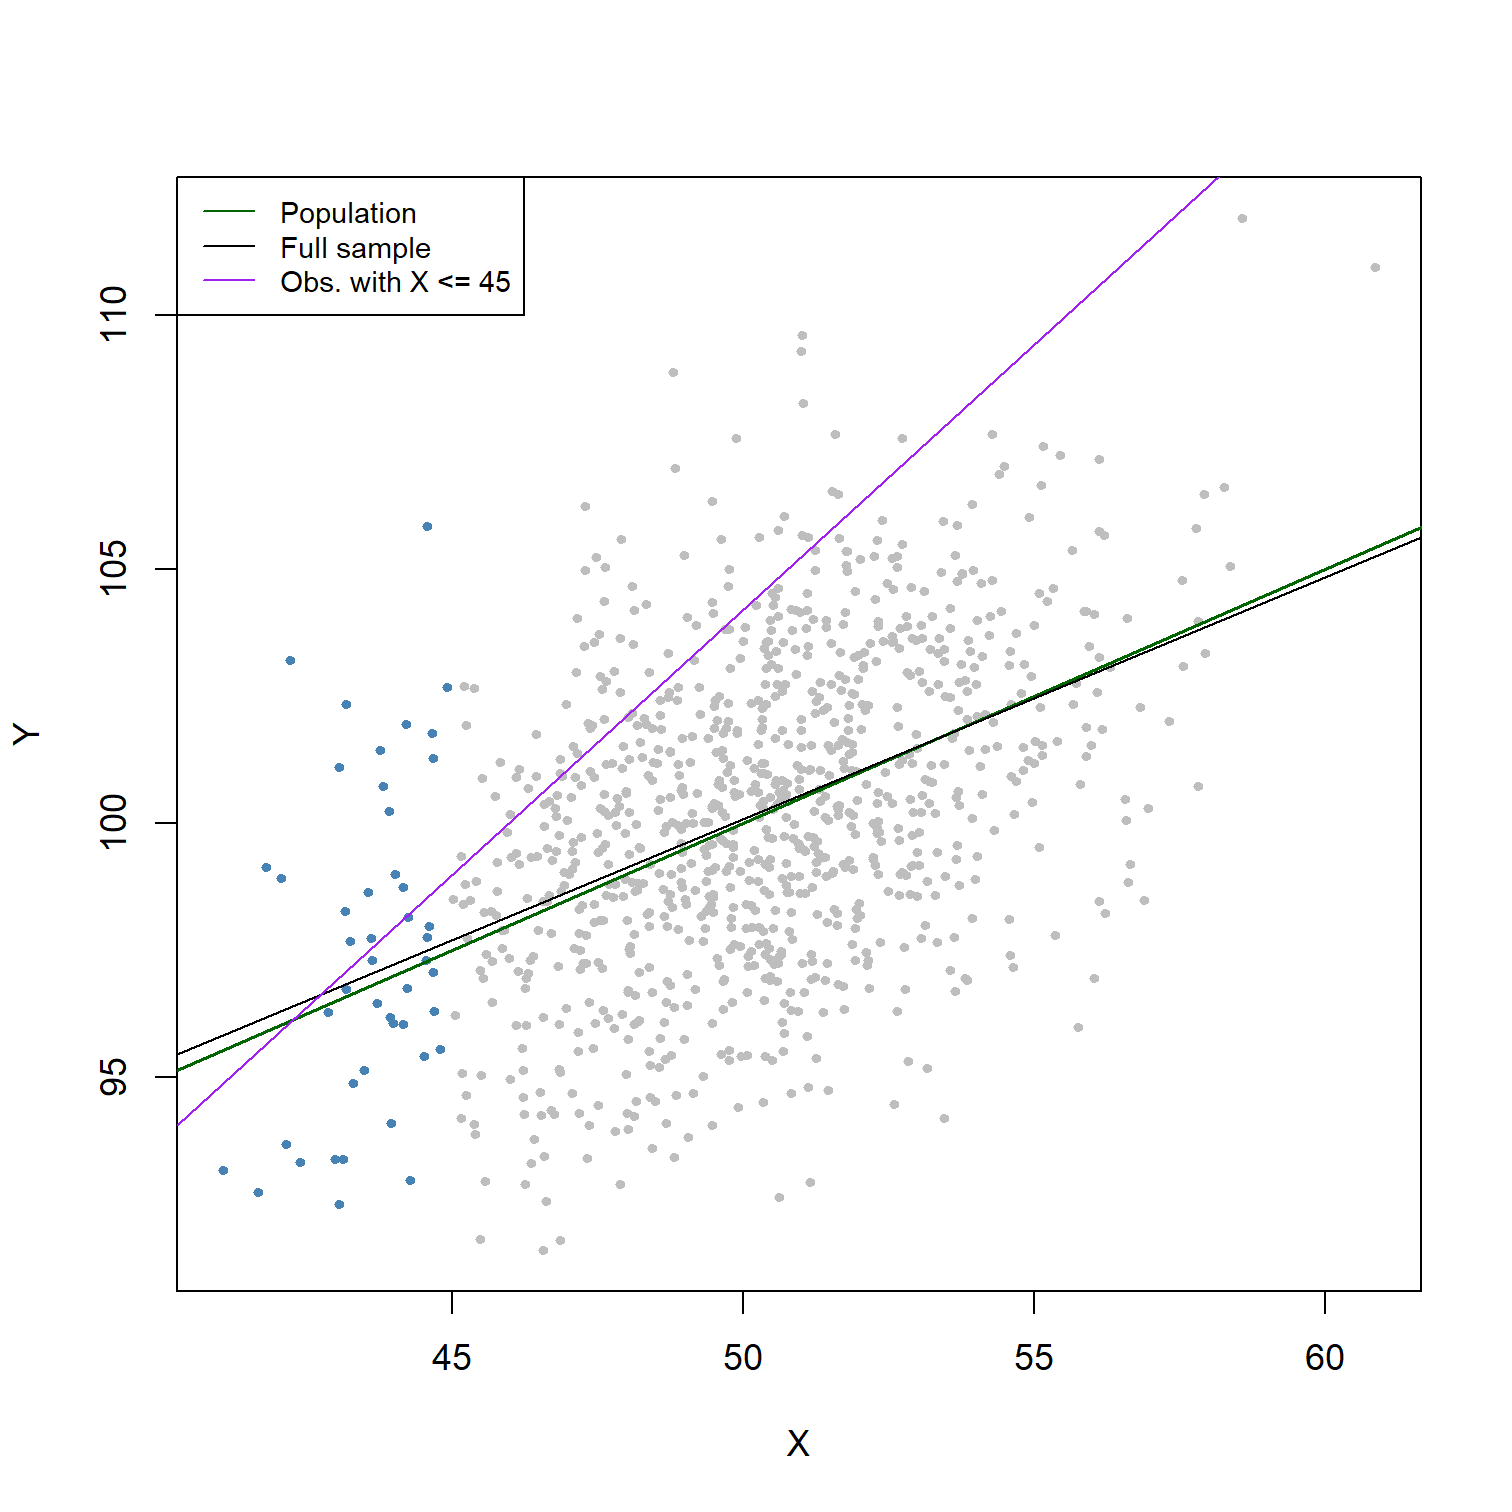 Population
Full sample
Obs. with X <= 45
110
105
100
95
Y
45 50 55 60
X